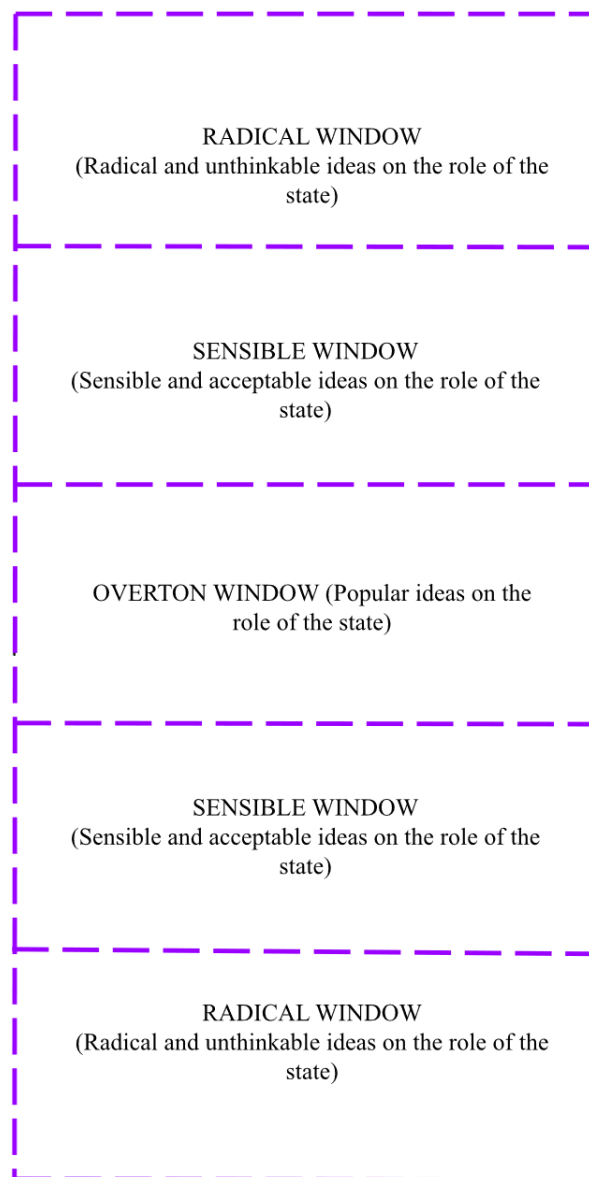 RADICAL WINDOW
(Radical and unthinkable ideas on the role of the
state)
SENSIBLE WINDOW
(Sensible and acceptable ideas on the role of the
state)
OVERTON WINDOW (Popular ideas on the
role of the state)
SENSIBLE WINDOW
(Sensible and acceptable ideas on the role of the
state)
RADICAL WINDOW
(Radical and unthinkable ideas on the role of the
state)